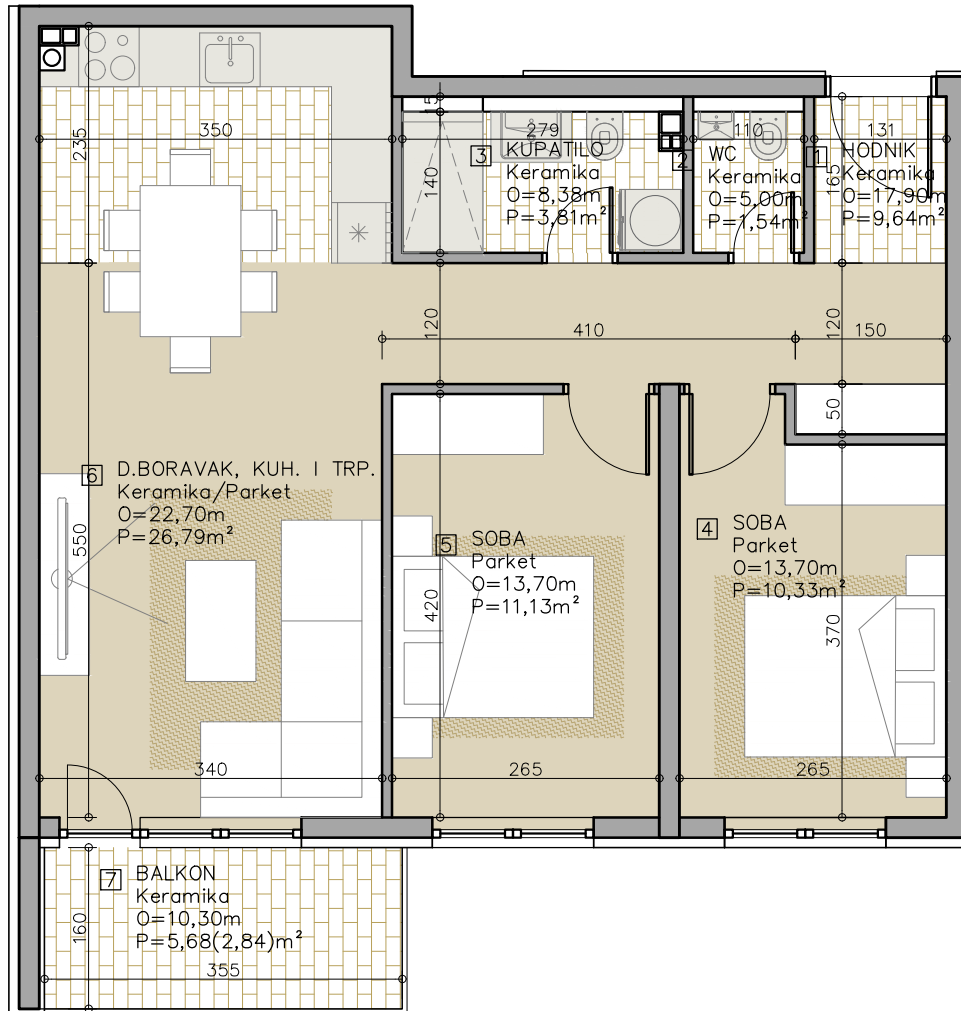 350
235
15
279
3
KUPATILO
Keramika
O=8,38m
P=3,81m²
140
110
2
WC
Keramika
O=5,00m
P=1,54m²
131
1
HODNIK
Keramika
O=17,90m
P=9,64m²
165
120
410
120
150
50
6
D.BORAVAK, KUH. I TRP.
Keramika/Parket
O=22,70m
P=26,79m²
550
5
SOBA
Parket
O=13,70m
P=11,13m²
420
4
SOBA
Parket
O=13,70m
P=10,33m²
370
340
265
265
7
BALKON
Keramika
O=10,30m
P=5,68(2,84)m²
160
355